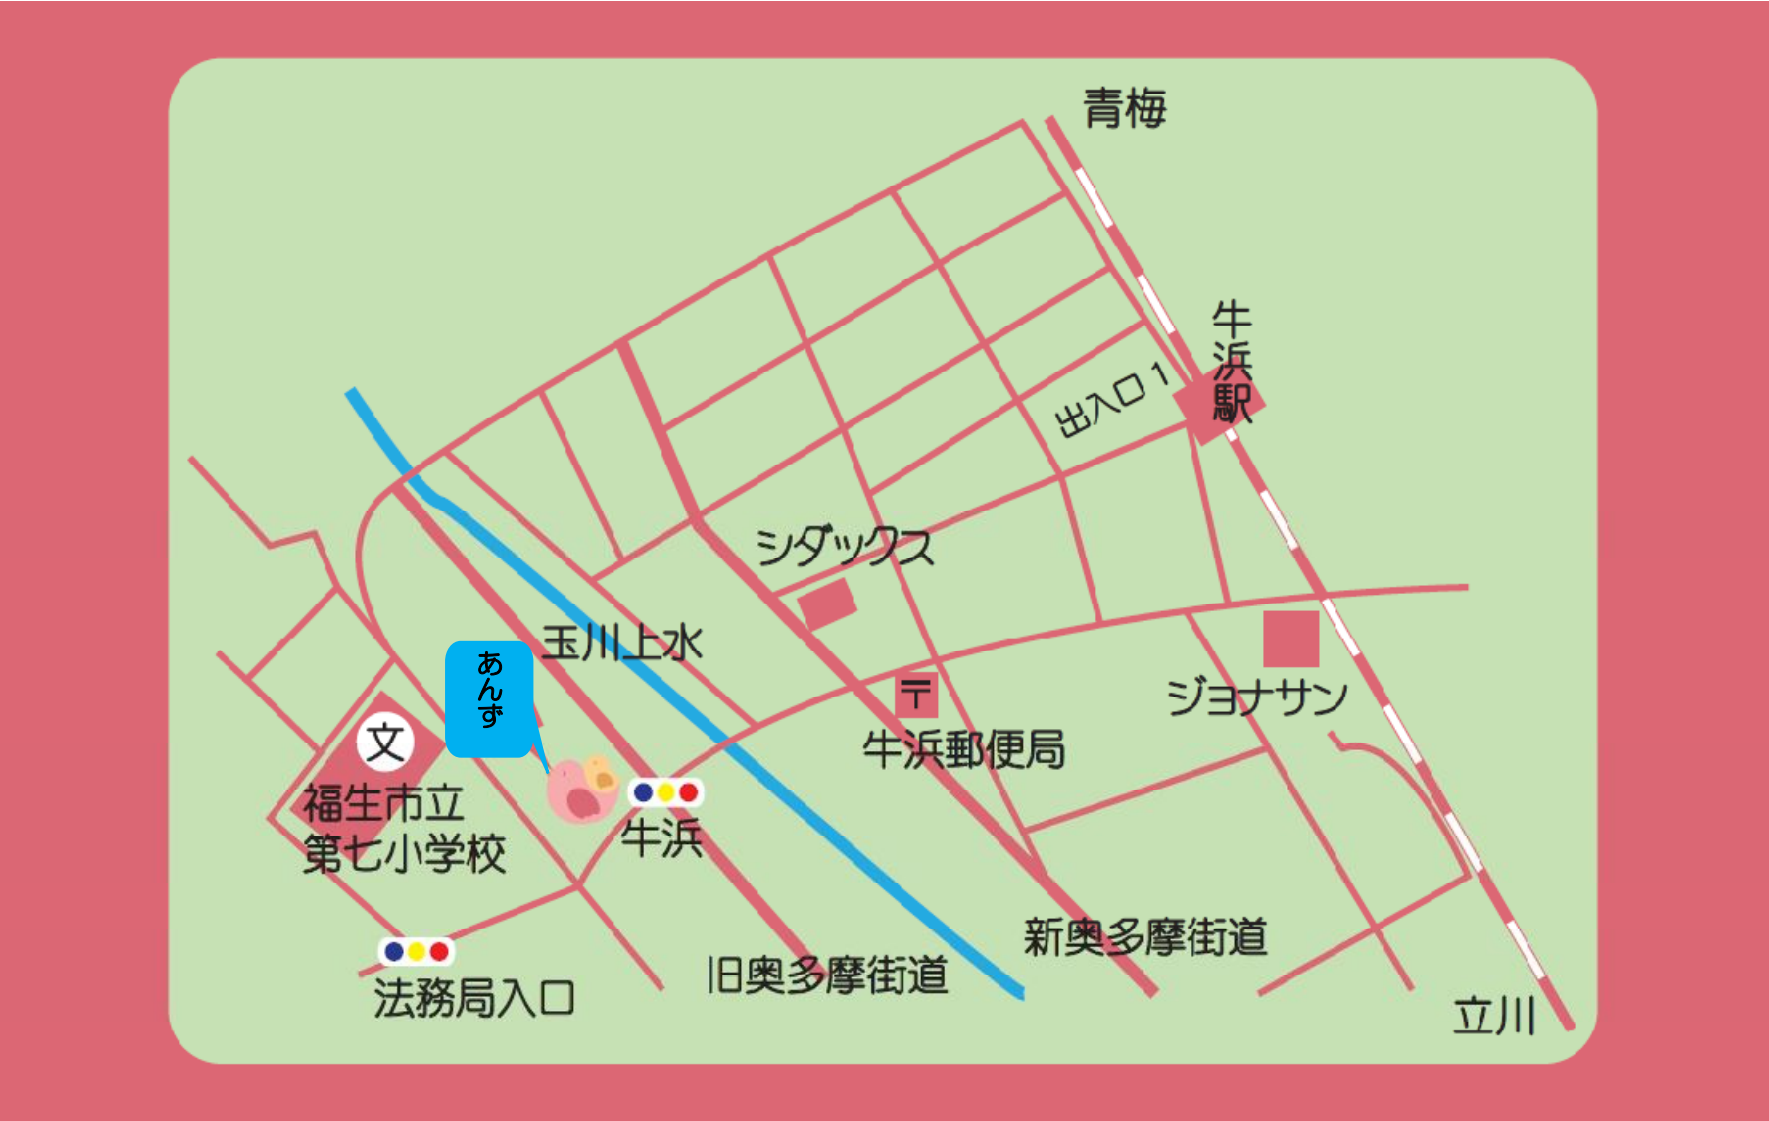 青梅
牛浜駅
出入口 1
シダックス
玉川上水
あんず
ジョナサン
〒
牛浜郵便局
文
福生市立
第七小学校
牛浜
新奥多摩街道
旧奥多摩街道
法務局入口
立川